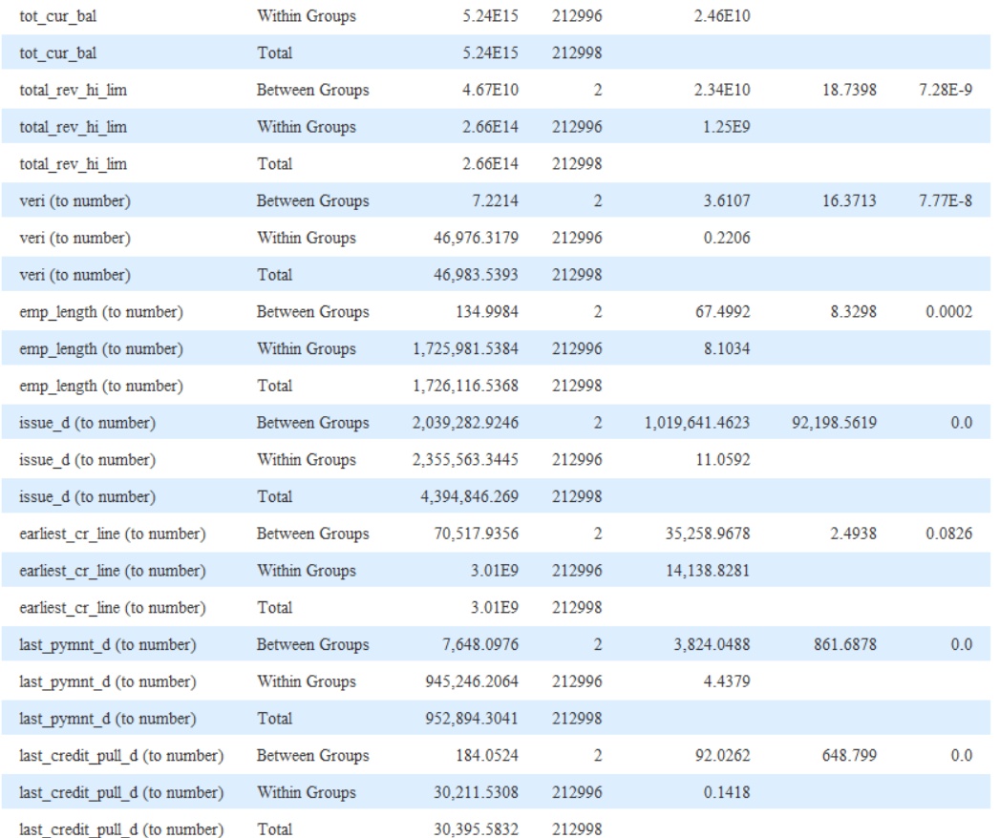 tot_cur_bal Within Groups 5.24E15 212996 2.46E10
tot_cur_bal Total 5.24E15 212998
total_rev_hi_lim Between Groups 4.67E10 2 2.34E10 18.7398 7.28E-9
total_rev_hi_lim Within Groups 2.66E14 212996 1.25E9
total_rev_hi_lim Total 2.66E14 212998
veri (to number) Between Groups 7.2214 2 3.6107 16.3713 7.77E-8
veri (to number) Within Groups 46,976.3179 212996 0.2206
veri (to number) Total 46,983.5393 212998
emp_length (to number) Between Groups 134.9984 2 67.4992 8.3298 0.0002
emp_length (to number) Within Groups 1,725,981.5384 212996 8.1034
emp_length (to number) Total 1,726,116.5368 212998
issue_d (to number) Between Groups 2,039,282.9246 2 1,019,641.4623 92,198.5619 0.0
issue_d (to number) Within Groups 2,355,563.3445 212996 11.0592
issue_d (to number) Total 4,394,846.269 212998
earliest_cr_line (to number) Between Groups 70,517.9356 2 35,258.9678 2.4938 0.0826
earliest_cr_line (to number) Within Groups 3.01E9 212996 14,138.8281
earliest_cr_line (to number) Total 3.01E9 212998
last_pymnt_d (to number) Between Groups 7,648.0976 2 3,824.0488 861.6878 0.0
last_pymnt_d (to number) Within Groups 945,246.2064 212996 4.4379
last_pymnt_d (to number) Total 952,894.3041 212998
last_credit_pull_d (to number) Between Groups 184.0524 2 92.0262 648.799 0.0
last_credit_pull_d (to number) Within Groups 30,211.5308 212996 0.1418
last_credit_pull_d (to number) Total 30,395.5832 212998